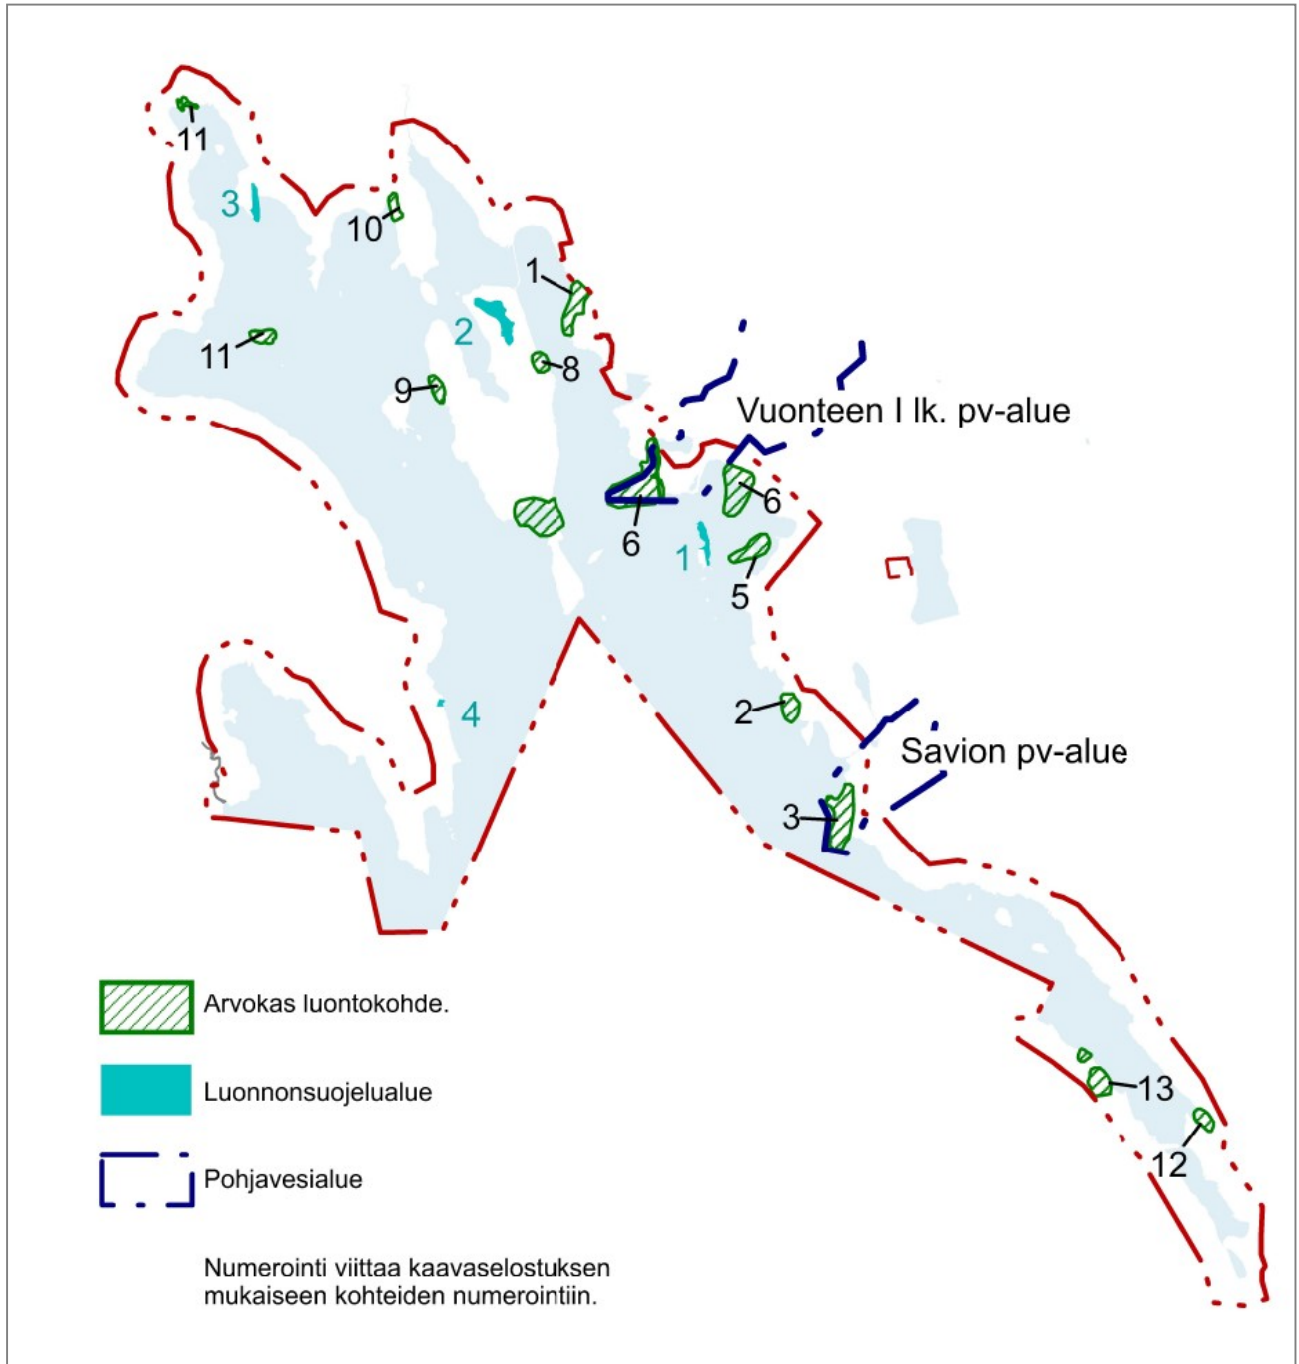 11
3
10
1
2
11
8
9
Vuonteen I lk. pv-alue
6
6
1
5
4
2
Savion pv-alue
3
13
12
Arvokas luontokohde.
Luonnonsuojelualue
Pohjavesialue
Numerointi viittaa kaavaselostuksen
mukaiseen kohteiden numerointiin.